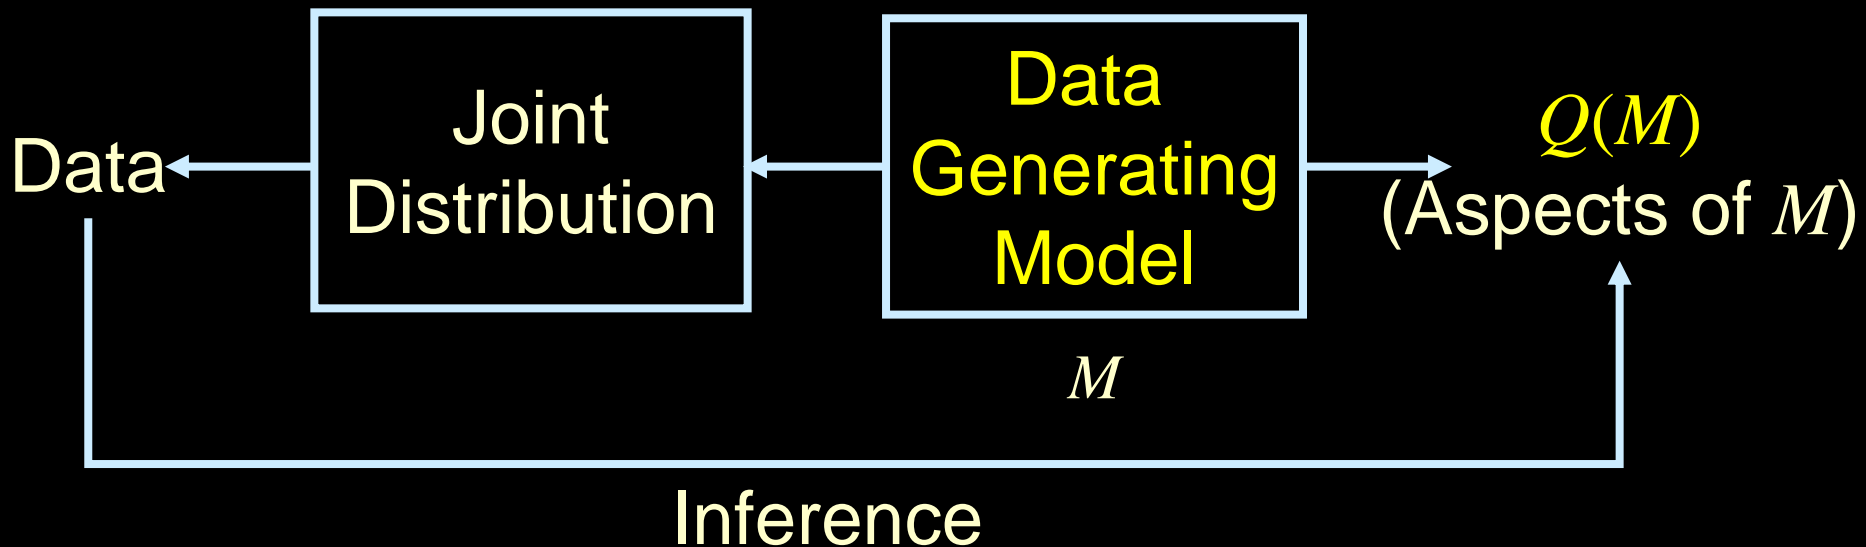 Data
Joint
Distribution
Data
Generating
Model
M
Q(M)
(Aspects of M)
Inference